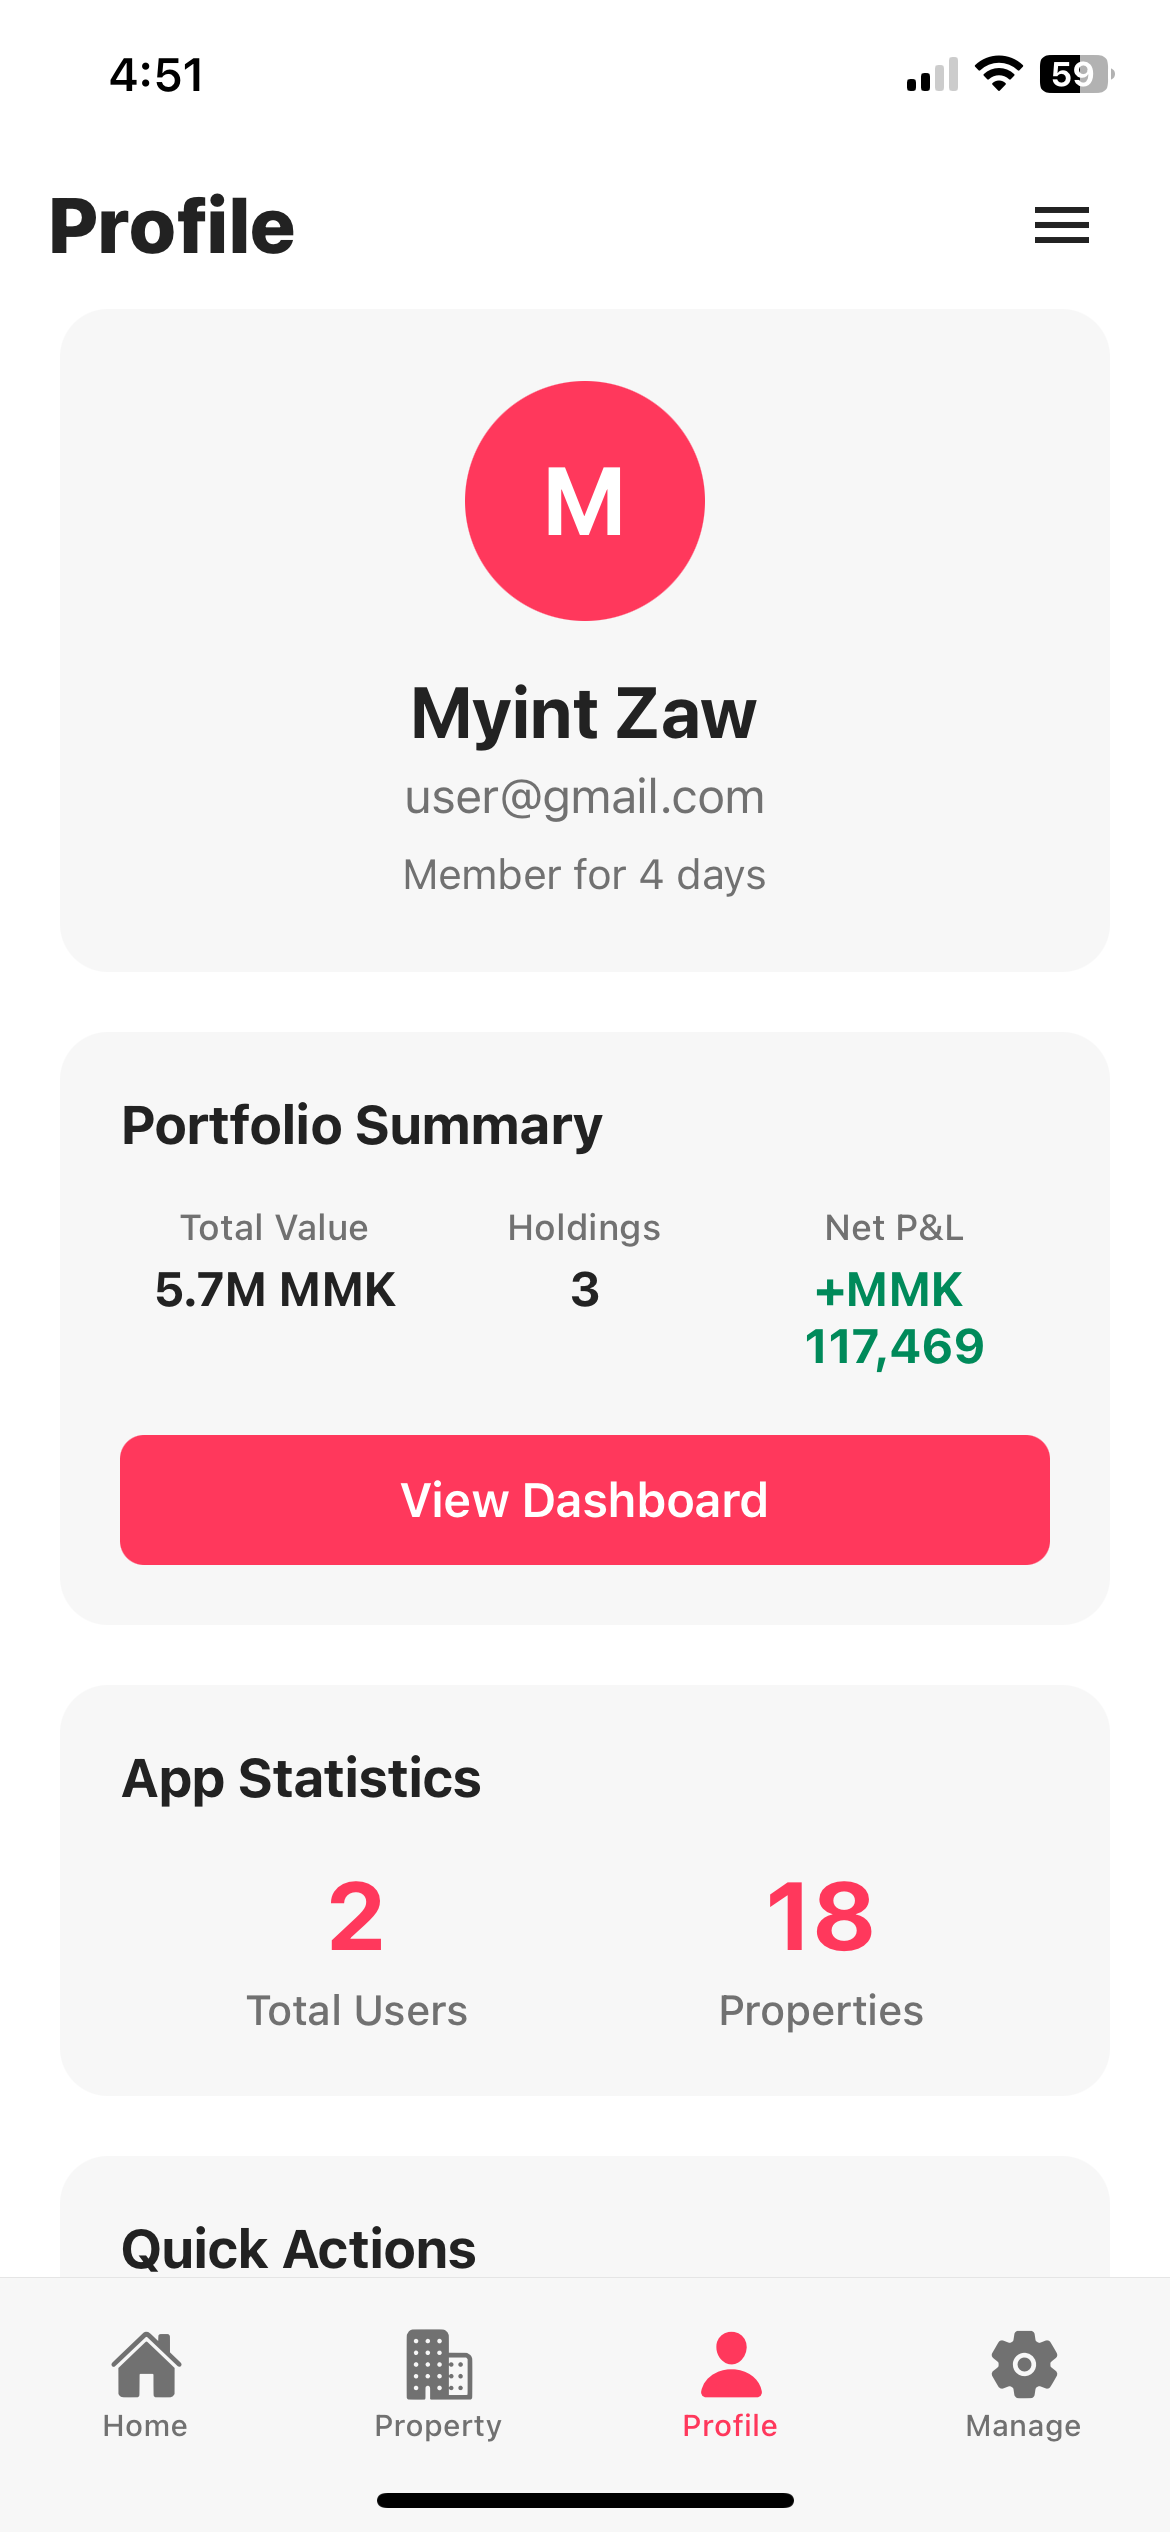 4:51
59
Profile
M
Myint Zaw
user@gmail.com
Member for 4 days
Portfolio Summary
Total Value
5.7M MMK
Holdings
3
Net P&L
+MMK
117,469
View Dashboard
App Statistics
2
Total Users
18
Properties
Quick Actions
Home
Property
Profile
Manage